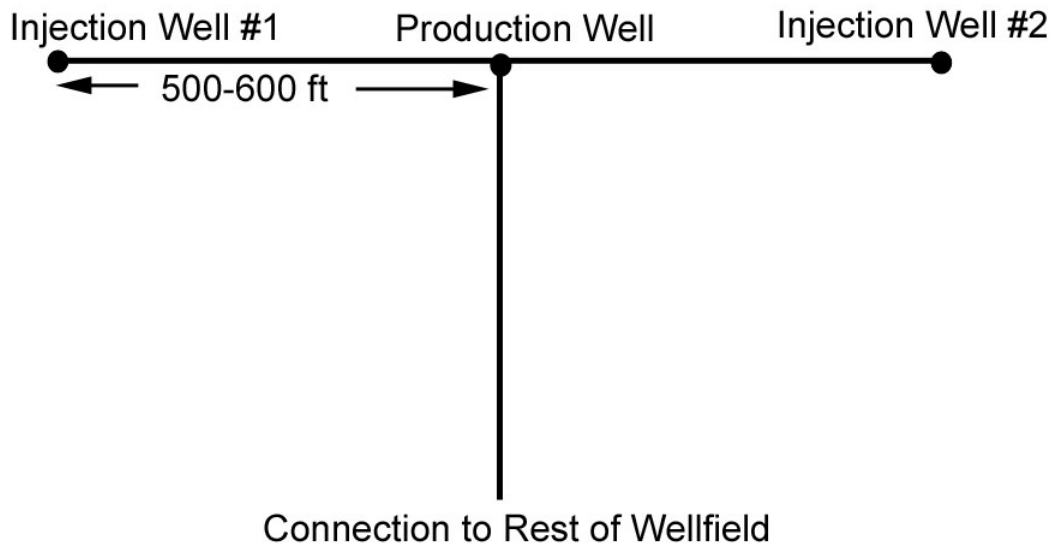 Injection Well #1
Production Well
Injection Well #2
500-600 ft
Connection to Rest of Wellfield